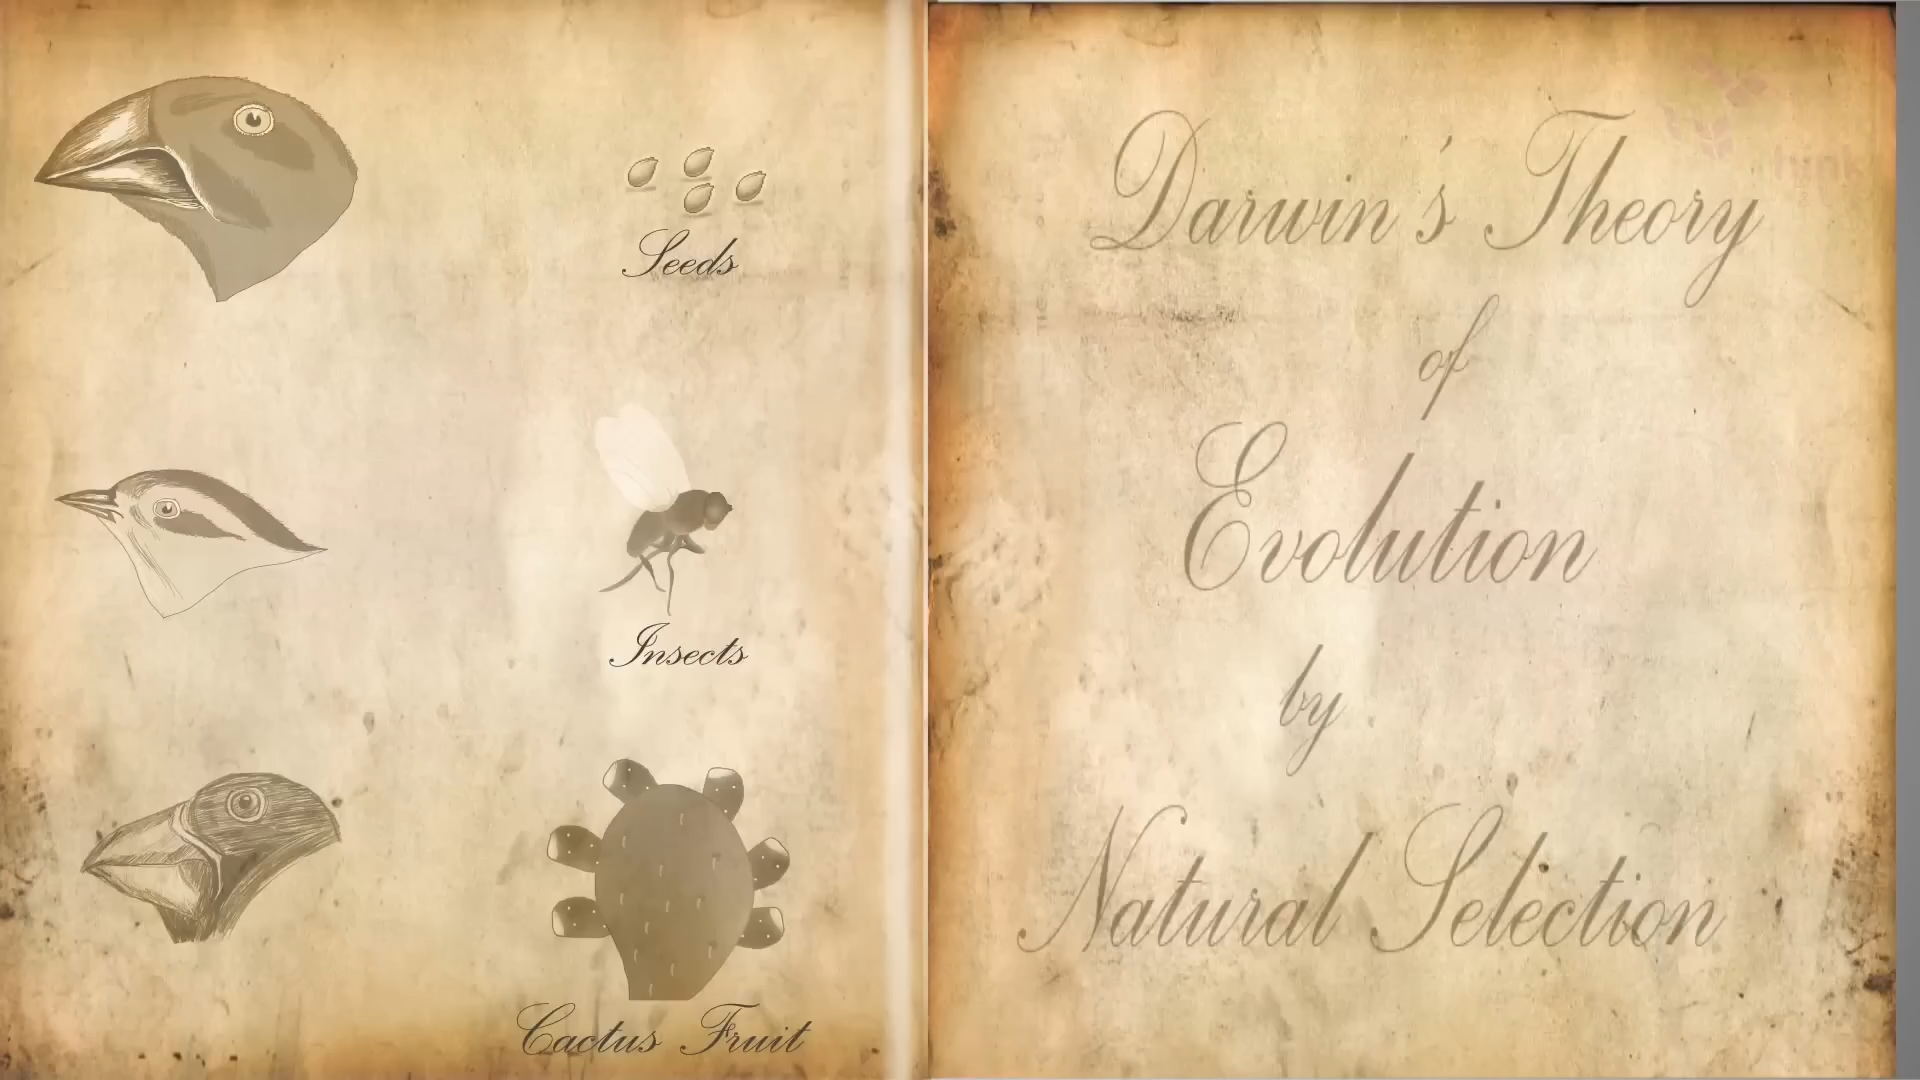 Seeds
Insects
Cactus Fruit
Darwin's Theory
of
Evolution
by
Natural Selection